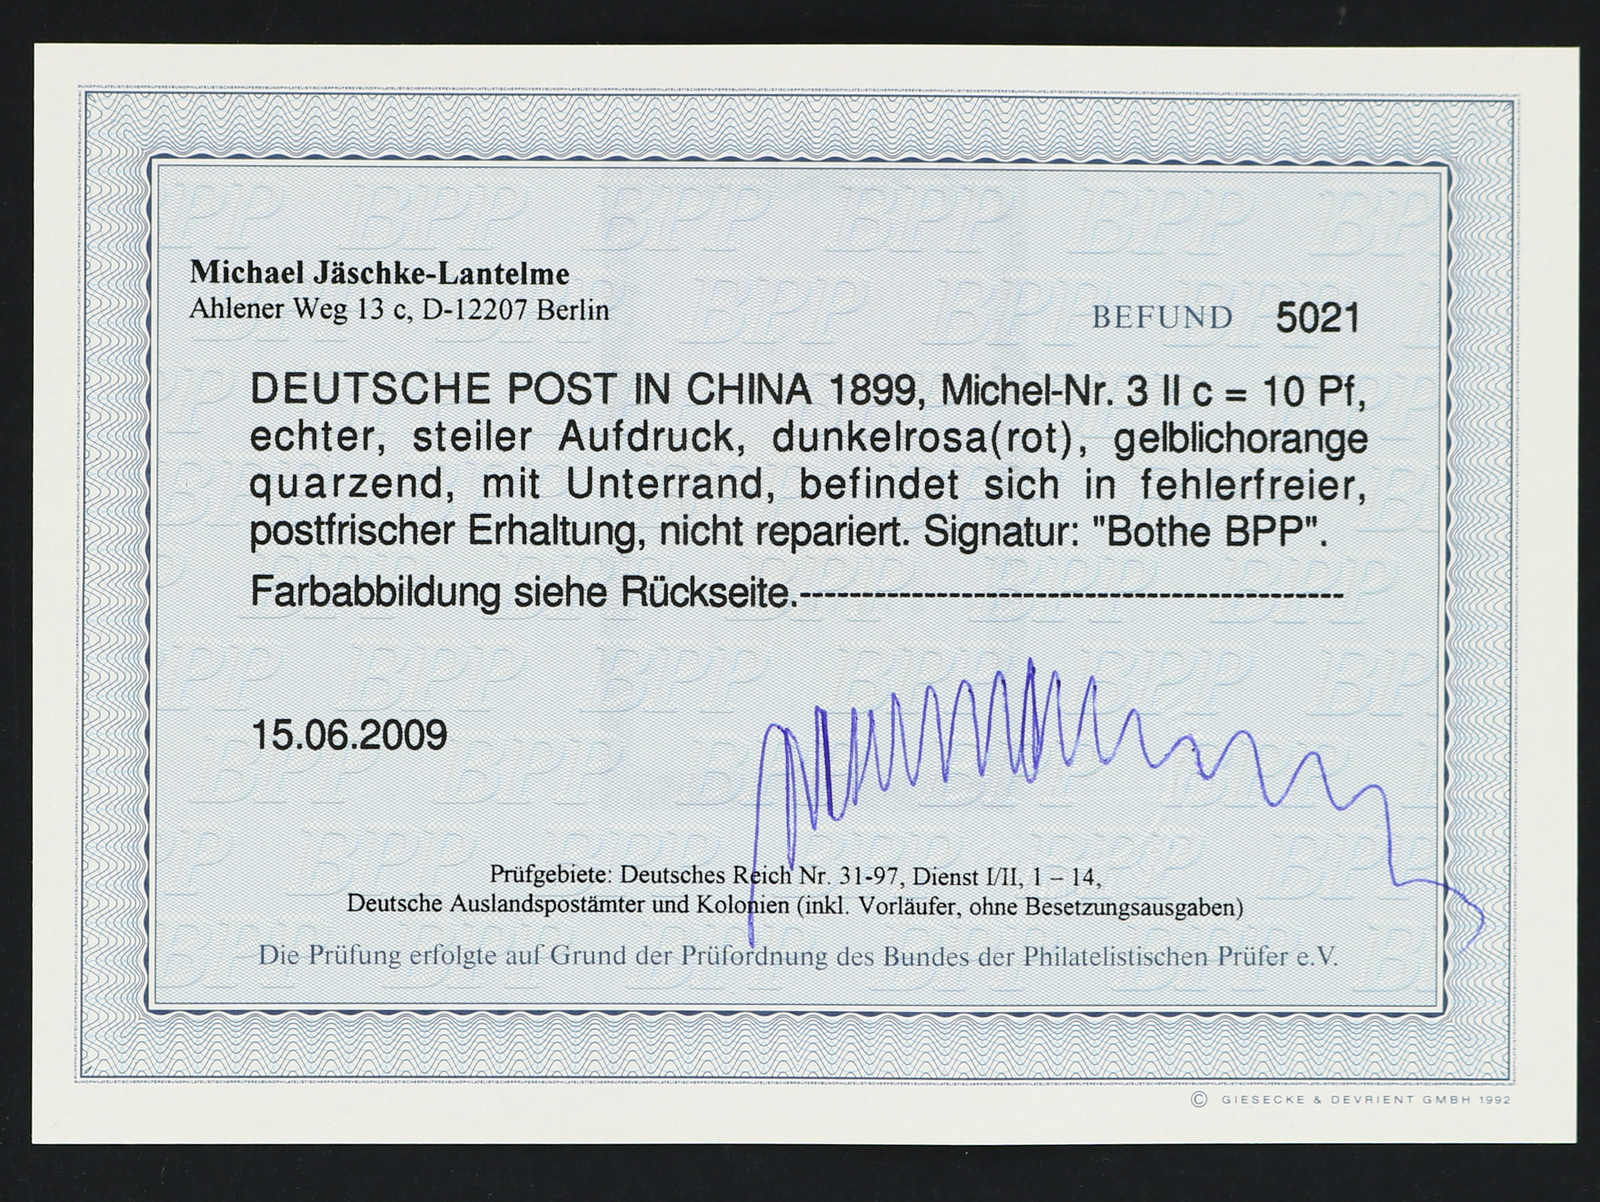 Michael Jäschke-Lantelme
Ahlener Weg 13 c, D-12207 Berlin
BEFUND 5021
DEUTSCHE POST IN CHINA 1899, Michel-Nr. 3 II c = 10 Pf,
echter, steiler Aufdruck, dunkelrosa(rot), gelblichorange
quarzend, mit Unterrand, befindet sich in fehlerfreier,
postfrischer Erhaltung, nicht repariert. Signatur: "Bothe BPP".
Farbabbildung siehe Rückseite.--------------------------------------------
15.06.2009
Prüfgebiete: Deutsches Reich Nr. 31-97, Dienst I/II, 1 – 14,
Deutsche Auslandspostämter und Kolonien (inkl. Vorläufer, ohne Besetzungsausgaben)
Die Prüfung erfolgte auf Grund der Prüfordnung des Bundes der Philatelistischen Prüfer e.V.
© GIESECKE & DEVRIENT GMBH 1992